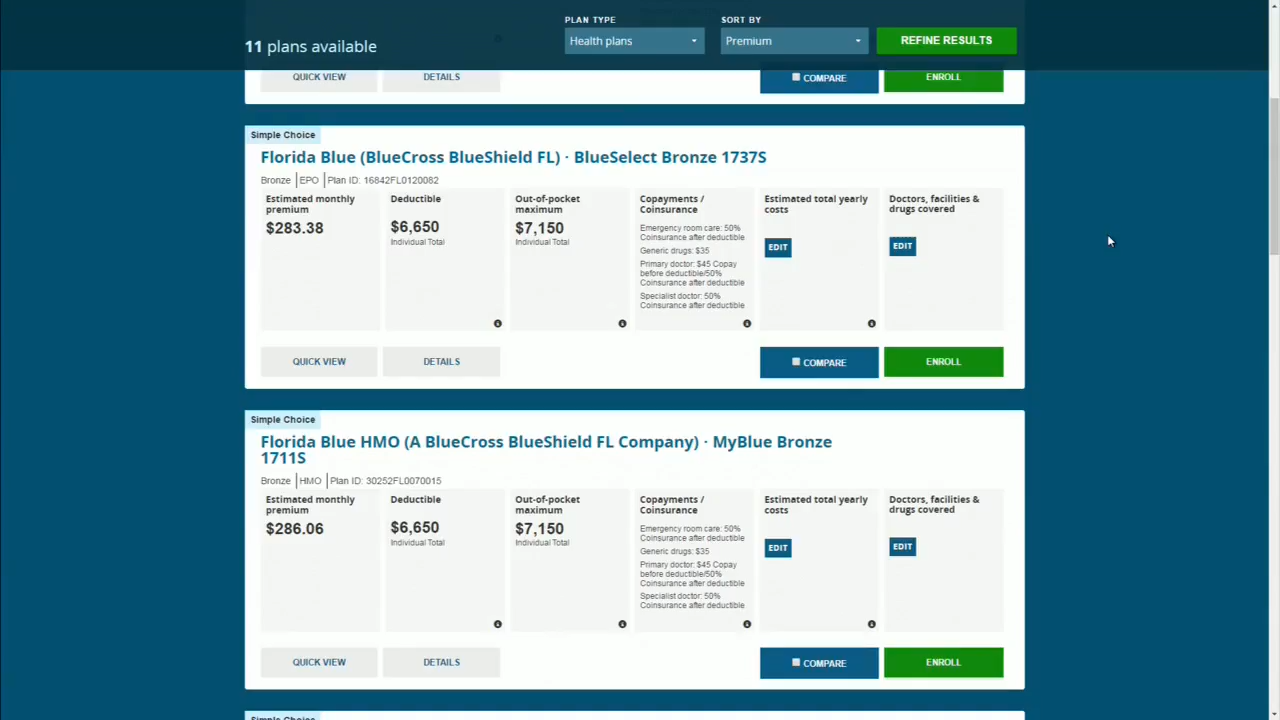 PLAN TYPE
SORT BY
11 plans available
Health plans
Premium
REFINE RESULTS
QUICK VIEW
DETAILS
COMPARE
ENROLL
Simple Choice
Florida Blue (BlueCross BlueShield FL) · BlueSelect Bronze 1737S
Bronze | EPO | Plan ID: 16842FL0120082
Estimated monthly
premium
$283.38
Deductible
$6,650
Individual Total
Out-of-pocket
maximum
$7,150
Individual Total
Copayments /
Coinsurance
Emergency room care: 50%
Coinsurance after deductible
Generic drugs: $35
Primary doctor: $45 Copay
before deductible/50%
Coinsurance after deductible
Specialist doctor: 50%
Coinsurance after deductible
Estimated total yearly
costs
EDIT
Doctors, facilities &
drugs covered
EDIT
QUICK VIEW
DETAILS
COMPARE
ENROLL
Simple Choice
Florida Blue HMO (A BlueCross BlueShield FL Company) · MyBlue Bronze
1711S
Bronze | HMO | Plan ID: 30252FL0070015
Estimated monthly
premium
$286.06
Deductible
$6,650
Individual Total
Out-of-pocket
maximum
$7,150
Individual Total
Copayments /
Coinsurance
Emergency room care: 50%
Coinsurance after deductible
Generic drugs: $35
Primary doctor: $45 Copay
before deductible/50%
Coinsurance after deductible
Specialist doctor: 50%
Coinsurance after deductible
Estimated total yearly
costs
EDIT
Doctors, facilities &
drugs covered
EDIT
QUICK VIEW
DETAILS
COMPARE
ENROLL
Simple Choice